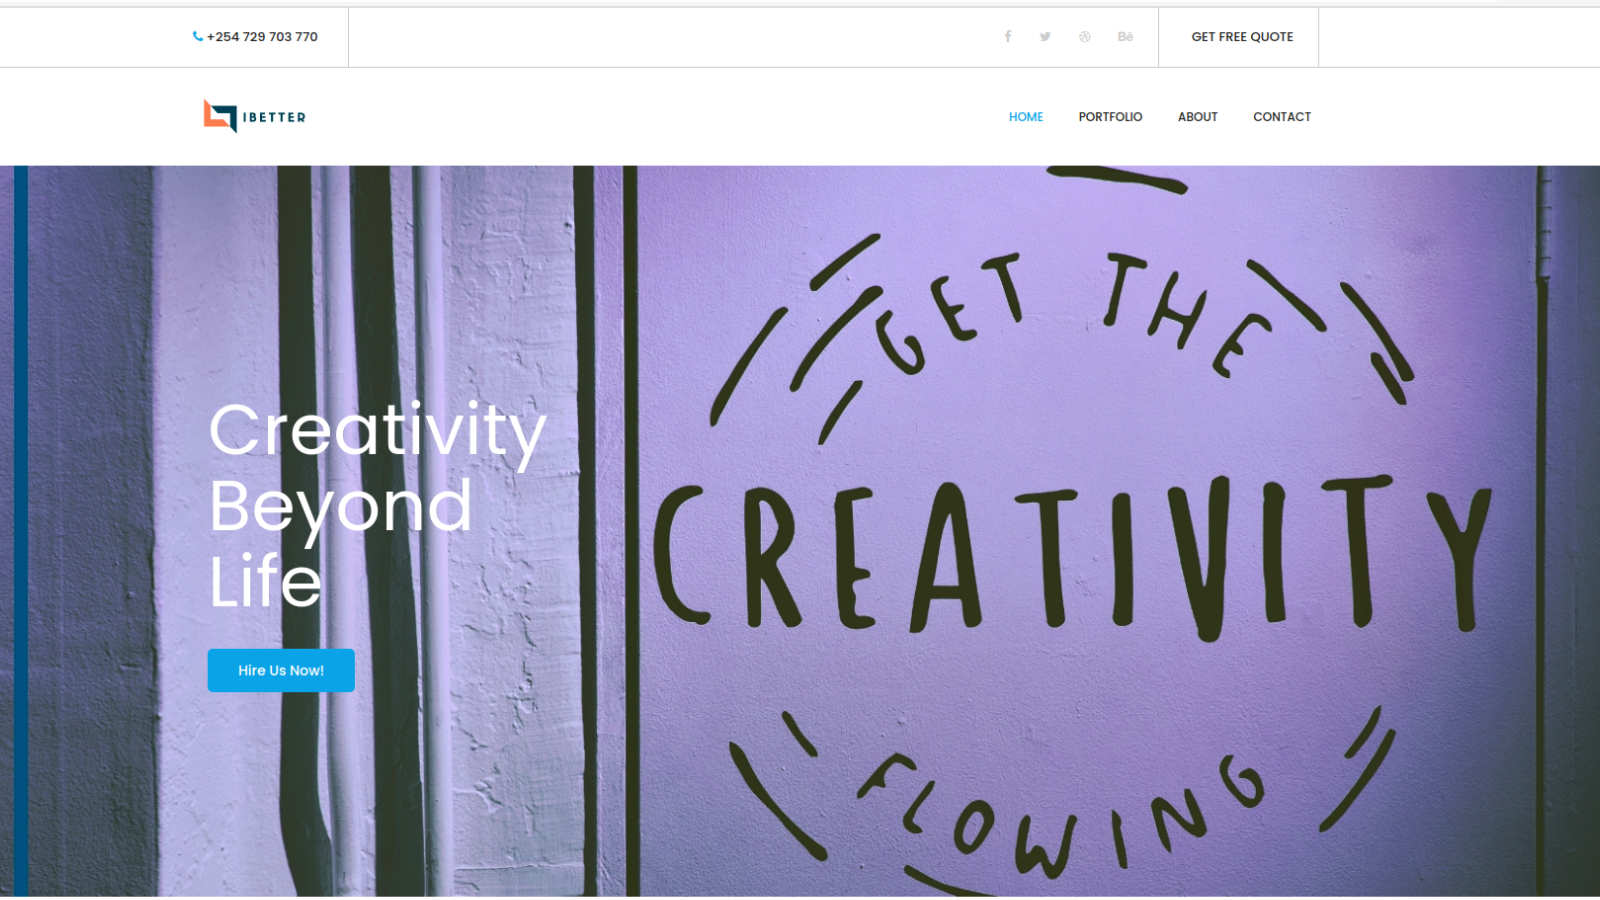 +254 729 703 770
GET FREE QUOTE
IBETTER
HOME PORTFOLIO ABOUT CONTACT
Creativity
Beyond
Life
Hire Us Now!
GET THE
CREATIVITY
FLOWING